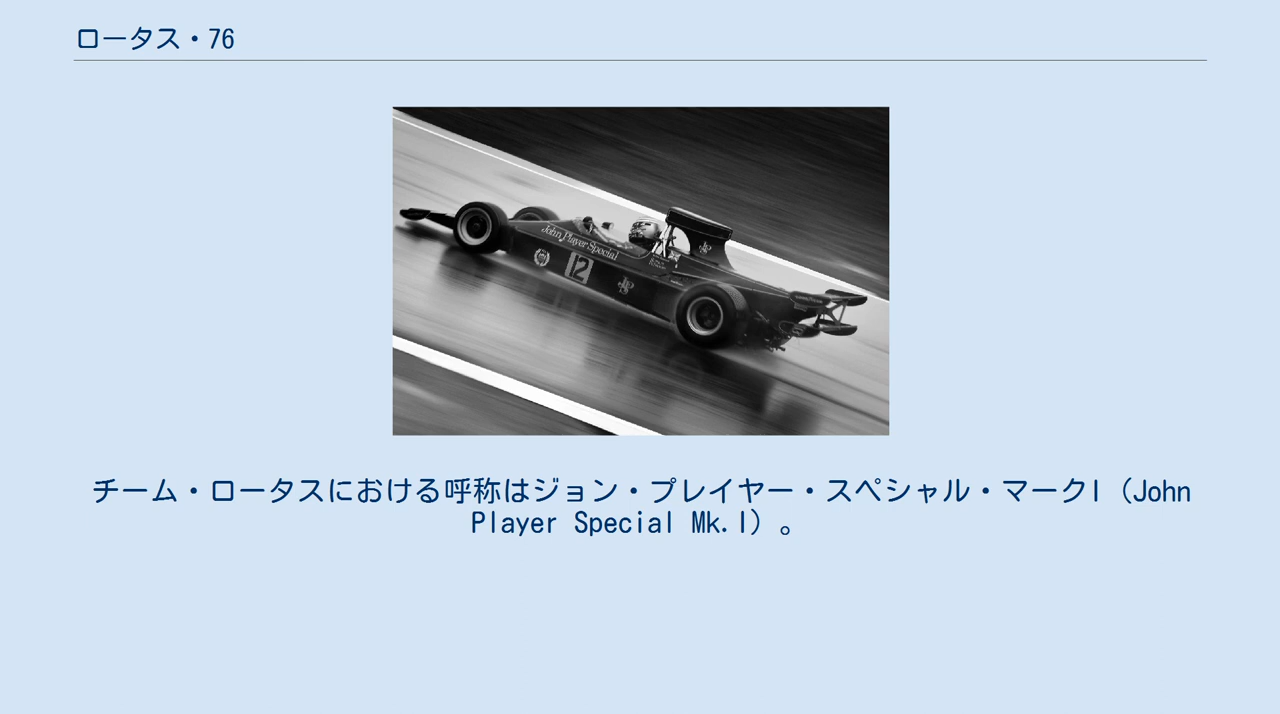 ロータス・76
John Player Special
12
JPS
JPS
チーム・ロータスにおける呼称はジョン・プレイヤー・スペシャル・マークI（John
Player Special Mk.I）。